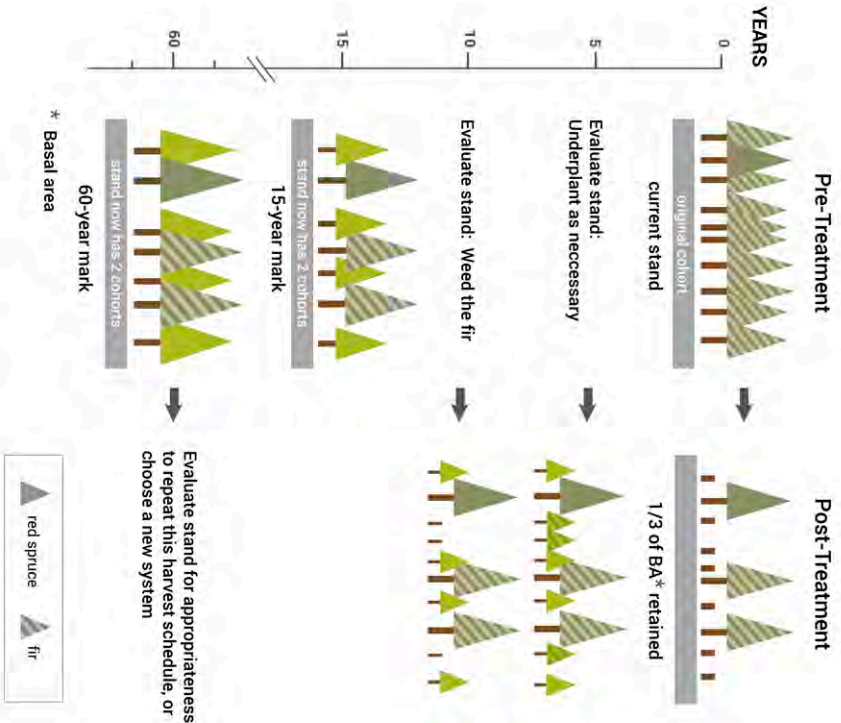 YEARS
Pre-Treatment
Post-Treatment
0
original cohort
current stand
1/3 of BA* retained
5
Evaluate stand:
Underplant as neccessary
10
Evaluate stand: Weed the fir
15
stand now has 2 cohorts
15-year mark
60
stand now has 2 cohorts
60-year mark
Evaluate stand for appropriateness
to repeat this harvest schedule, or
choose a new system
* Basal area
red spruce
fir